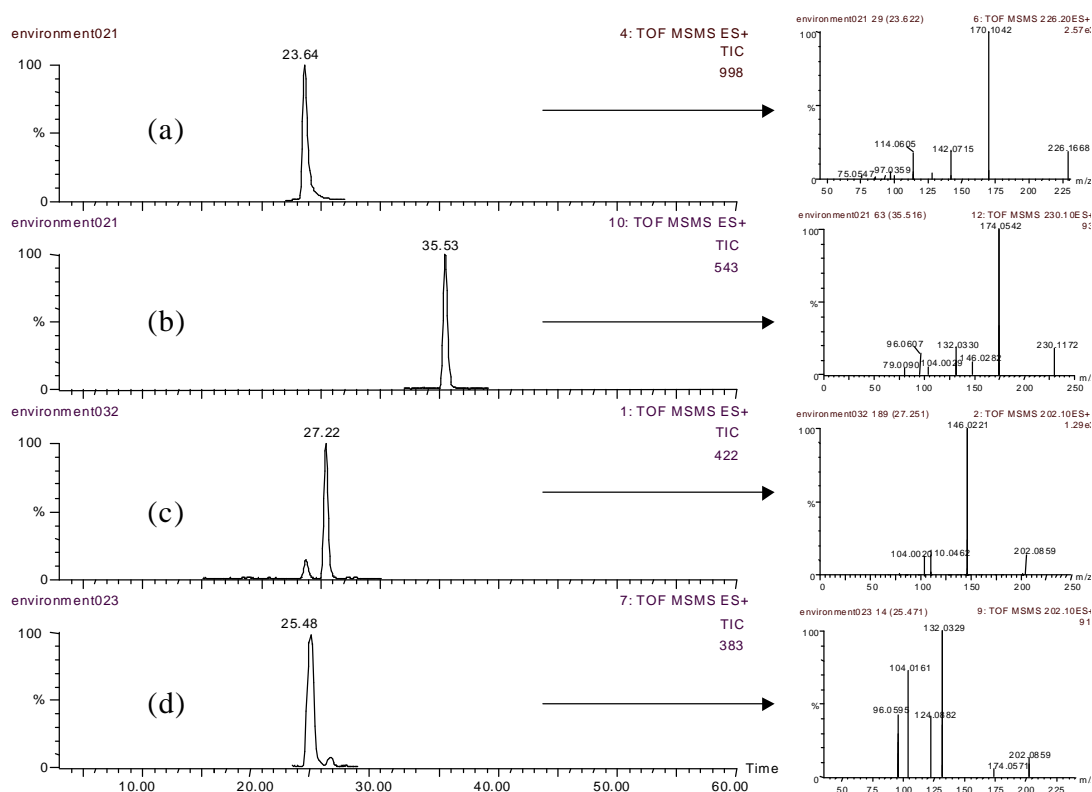 environment021
4: TOF MSMS ES+
TIC
998
23.64
100
%
0
(a)
environment021 29 (23.622)
6: TOF MSMS 226.20ES+
2.57e
170.1042
100
%
0
114.0605
142.0715
226.1668
75.0547
97.0359
50 75 100 125 150 175 200 225 m/z
environment021
10: TOF MSMS ES+
TIC
543
35.53
100
%
0
(b)
environment021 63 (35.516)
12: TOF MSMS 230.10ES+
93
174.0542
100
%
0
96.0607
132.0330
79.0090
104.0029
146.0282
230.1172
0 50 75 100 150 200 250
environment032
1: TOF MSMS ES+
TIC
422
27.22
100
%
0
(c)
environment032 189 (27.251)
2: TOF MSMS 202.10ES+
1.29e
146.0221
100
%
0
104.0020
110.0462
202.0859
0 50 100 150 200 250
environment023
7: TOF MSMS ES+
TIC
383
25.48
100
%
0
(d)
Time
10.00 20.00 30.00 40.00 50.00 60.00
environment023 14 (25.471)
9: TOF MSMS 202.10ES+
91
132.0329
100
%
0
104.0161
96.0595
124.0882
202.0859
174.0571
50 75 100 125 150 175 200 225